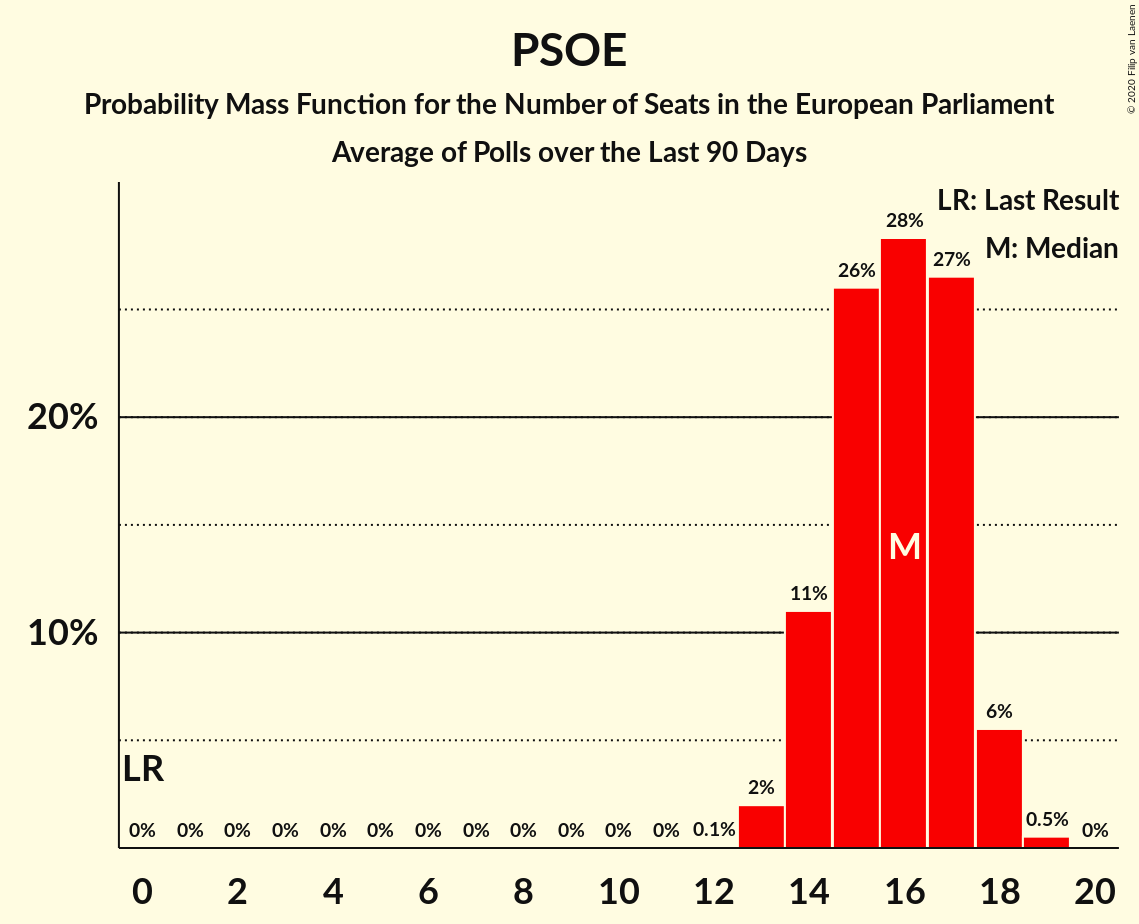 PSOE
Probability Mass Function for the Number of Seats in the European Parliament
Average of Polls over the Last 90 Days
© 2020 Filip van Laenen
LR: Last Result
M: Median
28%
27%
26%
20%
M
11%
10%
6%
LR
2%
0% 0% 0% 0% 0% 0% 0% 0% 0% 0% 0% 0% 0.1% 0.5% 0%
0 2 4 6 8 10 12 14 16 18 20